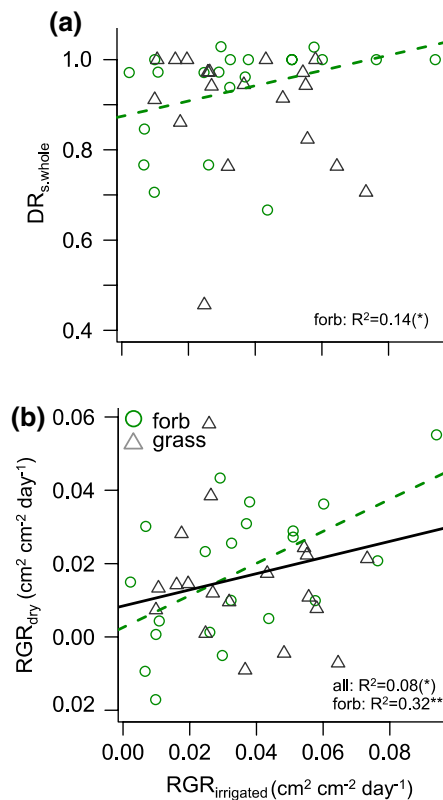 (a)
1.0
0.8
0.6
0.4
DRs.whole
forb: R²=0.14(*)
(b)
forb
grass
0.06
0.04
0.02
0.00
0.02
RGRdry (cm² cm⁻² day⁻¹)
all: R²=0.08(*)
forb: R²=0.32**
0.00 0.02 0.04 0.06 0.08
RGRirrigated (cm² cm⁻² day⁻¹)